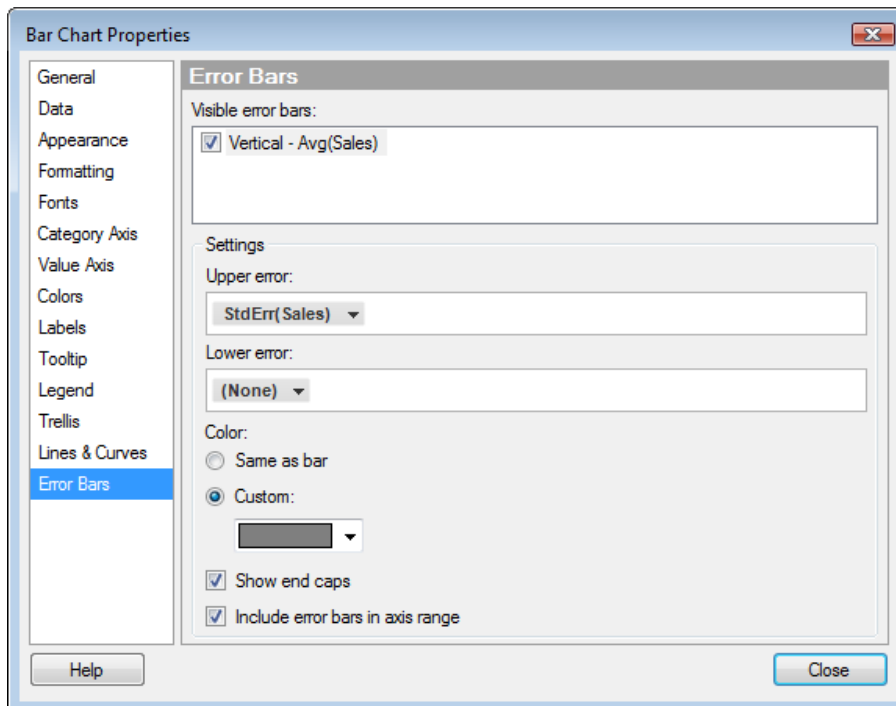 Bar Chart Properties
General
Data
Appearance
Formatting
Fonts
Category Axis
Value Axis
Colors
Labels
Tooltip
Legend
Trellis
Lines & Curves
Error Bars
Error Bars
Visible error bars:
Vertical - Avg(Sales)
Settings
Upper error:
StdErr(Sales)
Lower error:
(None)
Color:
Same as bar
Custom:
Show end caps
Include error bars in axis range
Help
Close